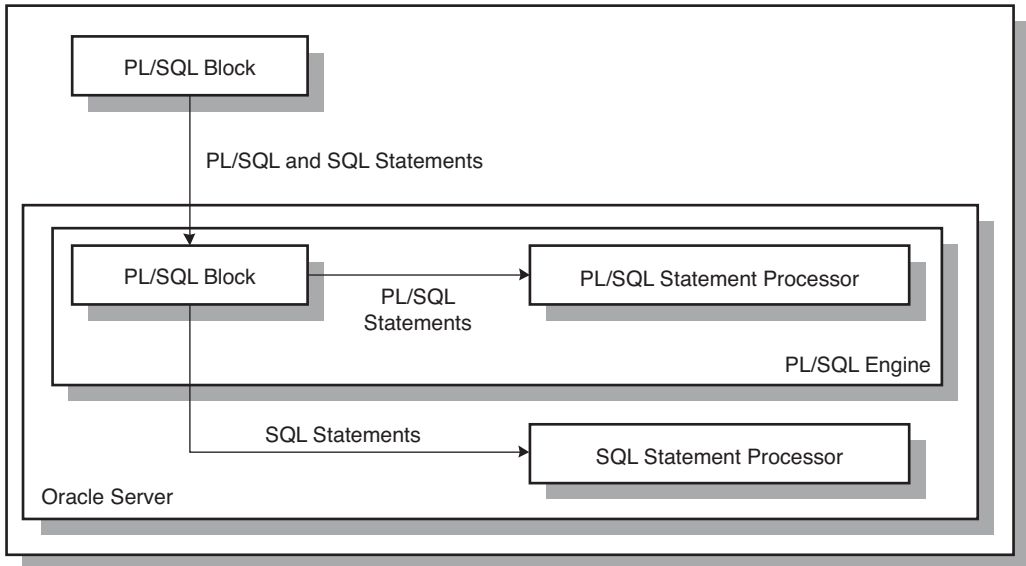 PL/SQL Block
PL/SQL and SQL Statements
PL/SQL Block
PL/SQL
Statements
PL/SQL Statement Processor
PL/SQL Engine
SQL Statements
SQL Statement Processor
Oracle Server